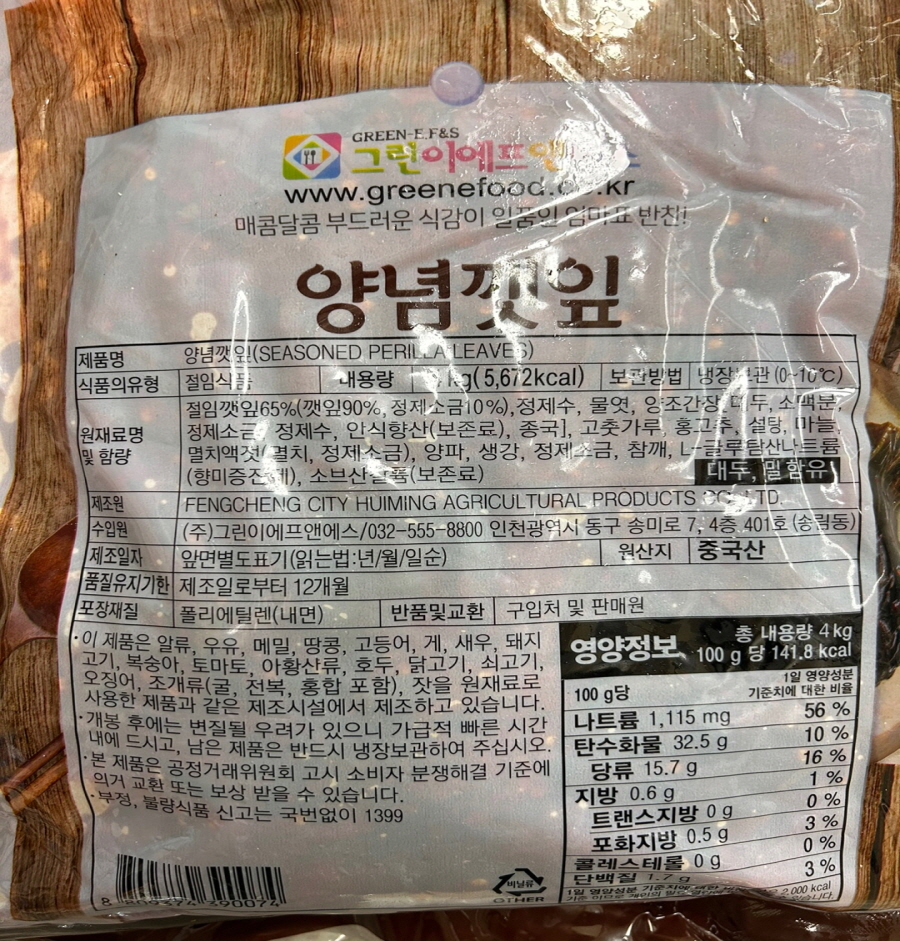 GREEN-E.F&S
그린이에프앤
www.greenefood.co.kr
매콤달콤 부드러운 식감이 일품인 엄마표 반찬!
양념깻잎
제품명 양념깻잎(SEASONED PERILLA LEAVES)
식품의유형 절임식품 내용량 kg(5,672kcal) 보관방법 냉장보관 (0~10℃)
원재료명 및 함량
절임깻잎65%(깻잎90%, 정제소금10%), 정제수, 물엿, 양조간장[대두, 소맥분,
정제소금, 정제수, 안식향산(보존료), 종국], 고춧가루, 홍고추, 설탕, 마늘,
멸치액젓(멸치, 정제소금), 양파, 생강, 정제소금, 참깨, L-글루탐산나트륨
(향미증진제), 소브산칼륨(보존료) 대두, 밀 함유
제조원 FENGCHENG CITY HUIMING AGRICULTURAL PRODUCTS CO., LTD.
수입원 (주)그린이에프앤에스/032-555-8800 인천광역시 동구 송미로 7, 4층 401호 (송림동)
제조일자 앞면별도표기(읽는법:년/월/일순) 원산지 중국산
품질유지기한 제조일로부터 12개월
포장재질 폴리에틸렌(내면) 반품및교환 구입처 및 판매원
·이 제품은 알류, 우유, 메밀, 땅콩, 고등어, 게, 새우, 돼지
고기, 복숭아, 토마토, 아황산류, 호두, 닭고기, 쇠고기,
오징어, 조개류(굴, 전복, 홍합 포함), 잣을 원재료로
사용한 제품과 같은 제조시설에서 제조하고 있습니다.
·개봉 후에는 변질될 우려가 있으니 가급적 빠른 시간
내에 드시고, 남은 제품은 반드시 냉장보관하여 주십시오.
·본 제품은 공정거래위원회 고시 소비자 분쟁해결 기준에
의거 교환 또는 보상 받을 수 있습니다.
·부정, 불량식품 신고는 국번없이 1399
영양정보 총 내용량 4kg
100 g 당 141.8 kcal
100 g당 1일 영양성분
기준치에 대한 비율
나트륨 1,115 mg 56 %
탄수화물 32.5 g 10 %
당류 15.7 g 16 %
지방 0.6 g 1 %
트랜스지방 0 g 0 %
포화지방 0.5 g 3 %
콜레스테롤 0 g 0 %
단백질 1.7 g 3 %
1일 영양성분 기준치에 대한 2,000 kcal
비닐류
OTHER